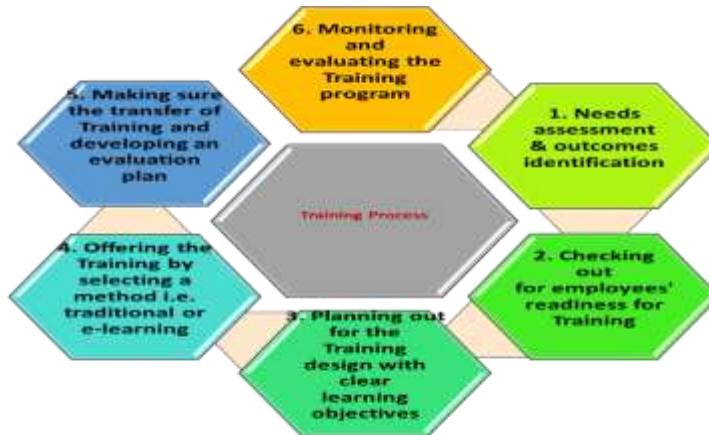 6. Monitoring
and
evaluating the
Training
program
1. Needs
assessment
& outcomes
identification
2. Checking
out
for employees'
readiness for
Training
3. Planning out
for the
Training
design with
clear
learning
objectives
4. Offering the
Training by
selecting a
method i.e.
traditional or
e-learning
5. Making sure
the transfer of
Training and
developing an
evaluation
plan
Training Process